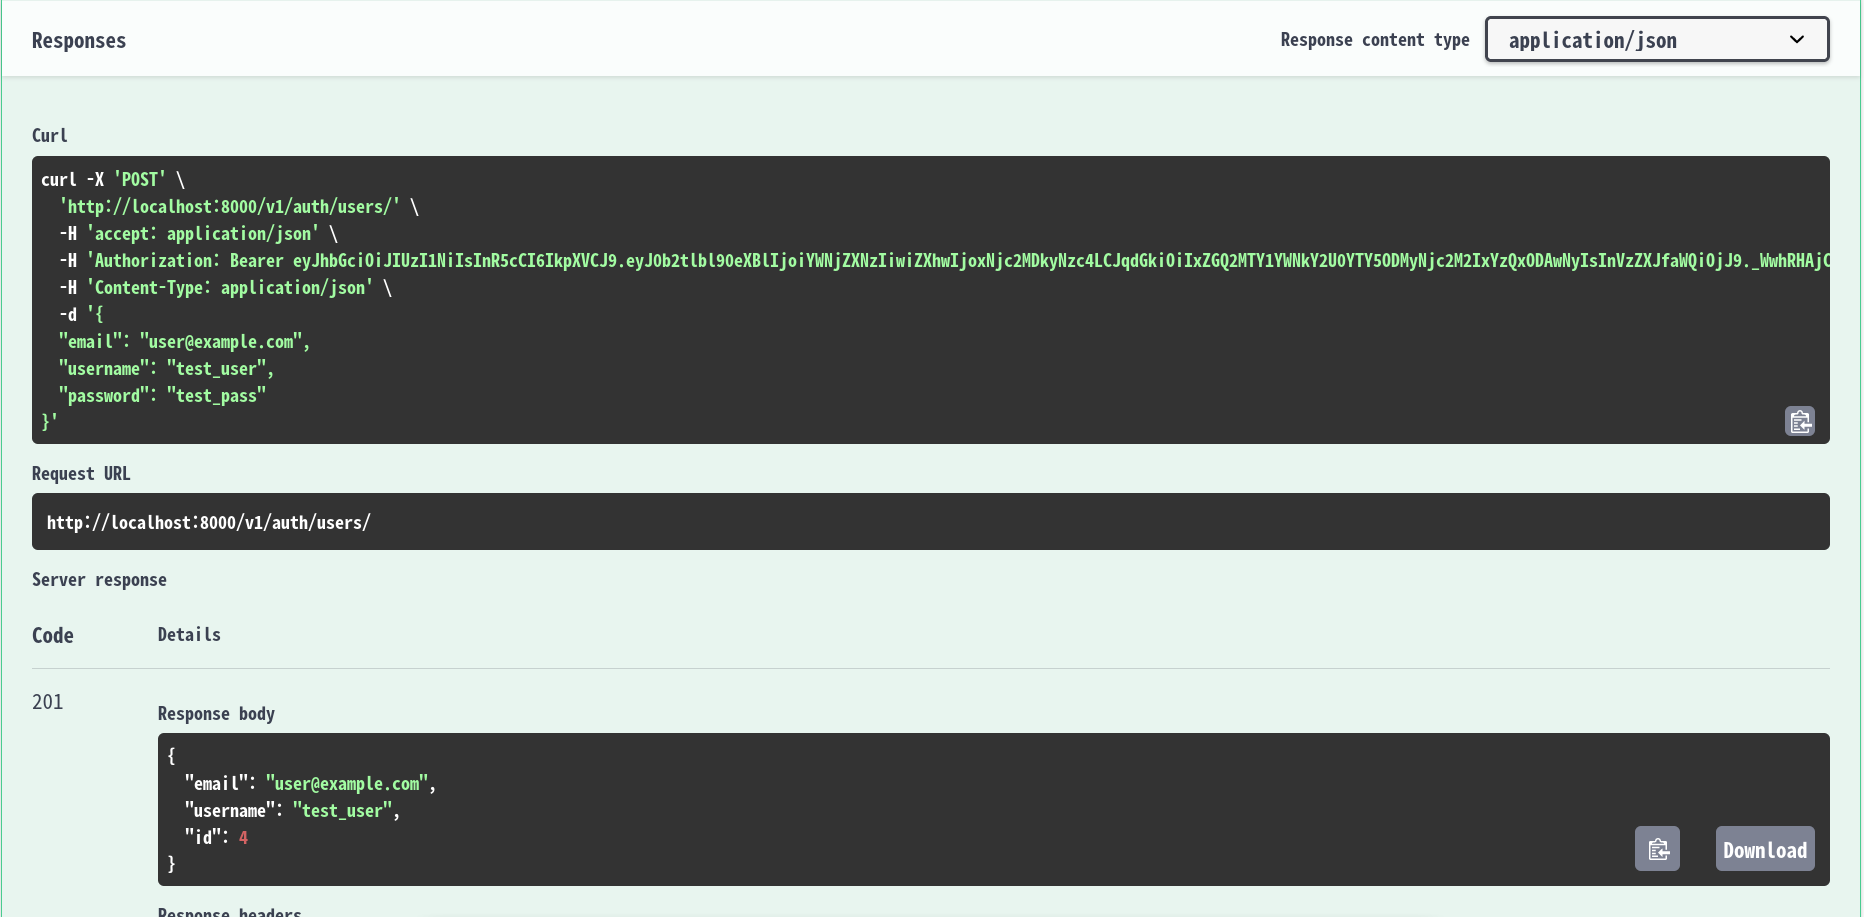 Responses
Response content type
application/json
Curl
curl -X 'POST' \
  'http://localhost:8000/v1/auth/users/' \
  -H 'accept: application/json' \
  -H 'Authorization: Bearer eyJhbGciOiJIUzI1NiIsInR5cCI6IkpXVCJ9.eyJ0b2tlbl90eXBlIjoiYWNjZXNzIiwiZXhwIjoxNjc2MDkyNzc4LCJqdGkiOiIxZGQ2MTY1YWNkY2U0YTY5ODMyNjc2M2IxYzQxODAwNyIsInVzZXJfaWQiOjJ9._WwhRHAjC
  -H 'Content-Type: application/json' \
  -d '{
  "email": "user@example.com",
  "username": "test_user",
  "password": "test_pass"
}'
Request URL
http://localhost:8000/v1/auth/users/
Server response
Code
Details
201
Response body
{
  "email": "user@example.com",
  "username": "test_user",
  "id": 4
}
Download
Response headers